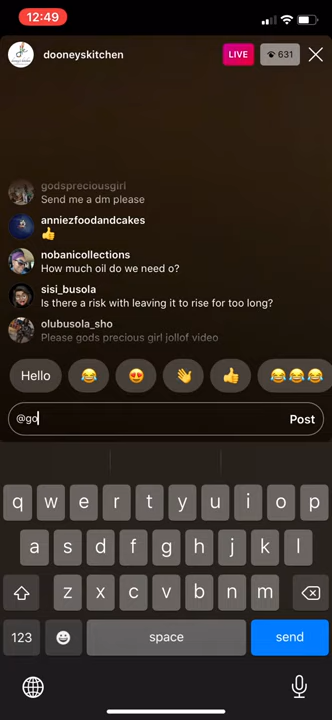 12:49
dooneyskitchen LIVE 631
godspreciousgirl
Send me a dm please
anniezfoodandcakes
👍
nobanicollections
How much oil do we need o?
sisi_busola
Is there a risk with leaving it to rise for too long?
olubusola_sho
Please gods precious girl jollof video
Hello 😂 😍 👋 👍 😂😂😂
@go Post
q w e r t y u i o p
a s d f g h j k l
z x c v b n m
123 space send